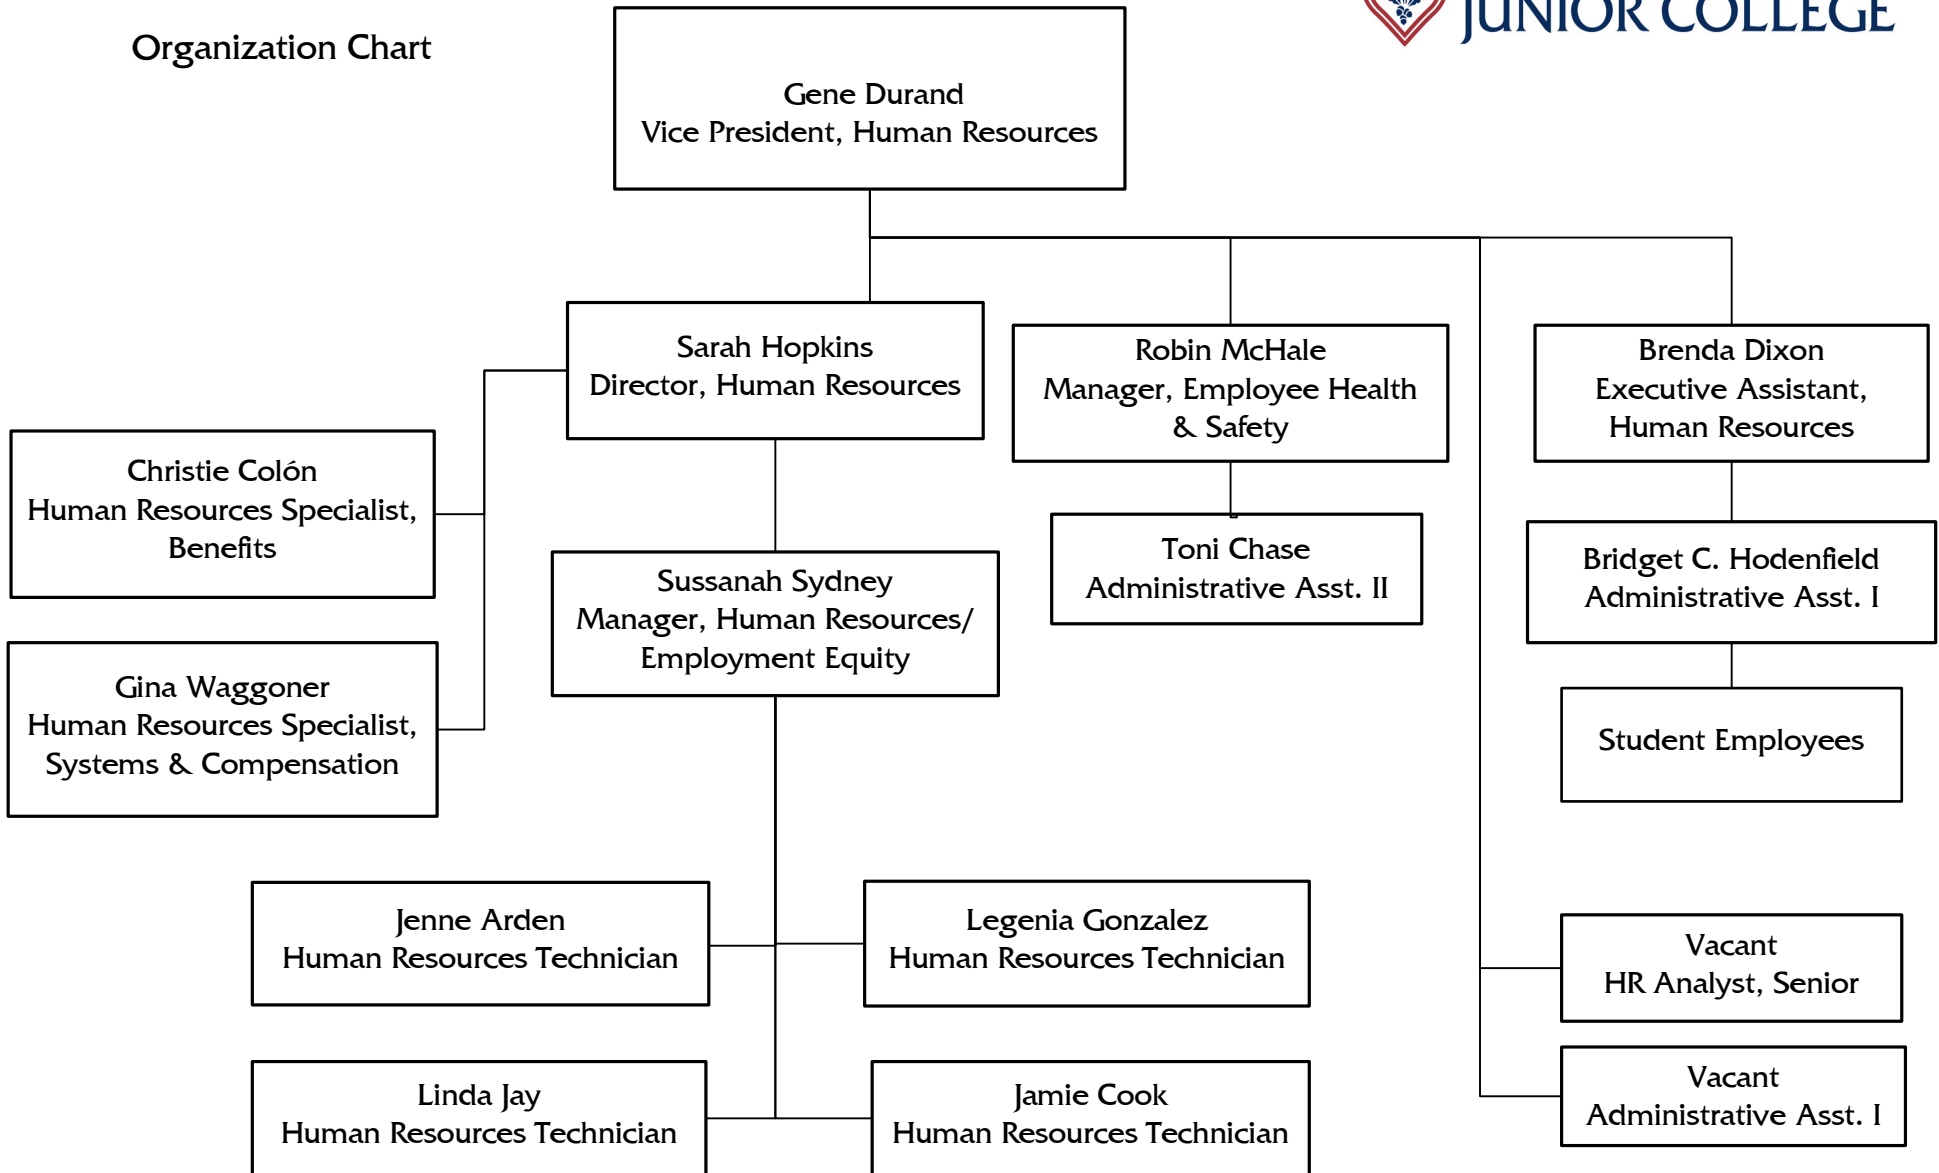 JUNIOR COLLEGE
Organization Chart
Gene Durand
Vice President, Human Resources
Sarah Hopkins
Director, Human Resources
Robin McHale
Manager, Employee Health
& Safety
Brenda Dixon
Executive Assistant,
Human Resources
Christie Colón
Human Resources Specialist,
Benefits
Sussanah Sydney
Manager, Human Resources/
Employment Equity
Toni Chase
Administrative Asst. II
Bridget C. Hodenfield
Administrative Asst. I
Gina Waggoner
Human Resources Specialist,
Systems & Compensation
Student Employees
Jenne Arden
Human Resources Technician
Legenia Gonzalez
Human Resources Technician
Vacant
HR Analyst, Senior
Linda Jay
Human Resources Technician
Jamie Cook
Human Resources Technician
Vacant
Administrative Asst. I